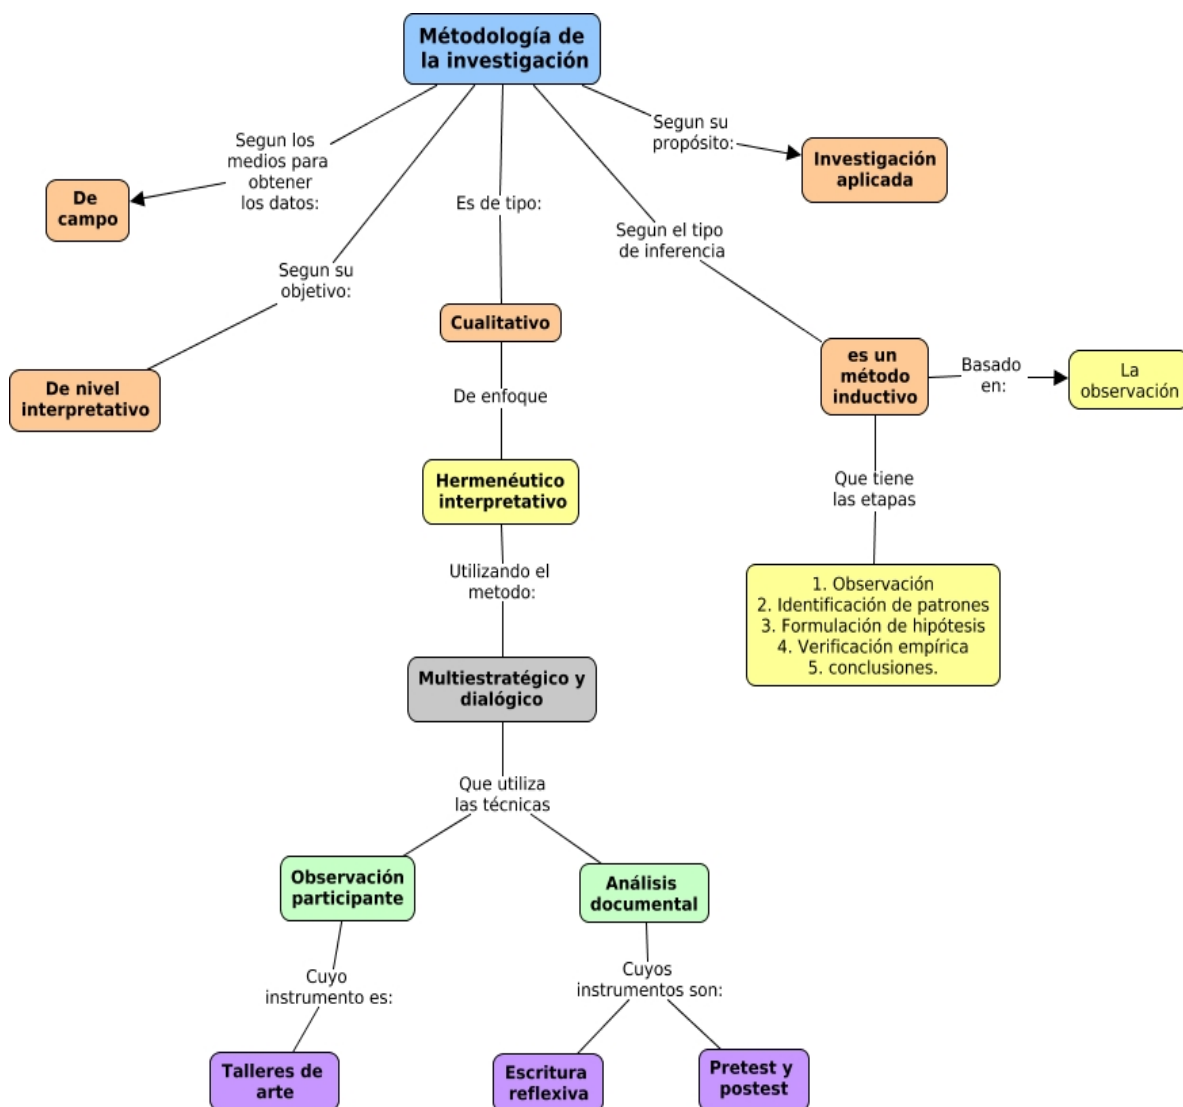 Métodología de
la investigación
Segun los
medios para
obtener
los datos:
De
campo
Segun su
objetivo:
De nivel
interpretativo
Es de tipo:
Cualitativo
De enfoque
Hermenéutico
interpretativo
Utilizando el
metodo:
Multiestratégico y
dialógico
Que utiliza
las técnicas
Observación
participante
Cuyo
instrumento es:
Talleres de
arte
Análisis
documental
Cuyos
instrumentos son:
Escritura
reflexiva
Pretest y
postest
Segun su
propósito:
Investigación
aplicada
Segun el tipo
de inferencia
es un
método
inductivo
Basado
en:
La
observación
Que tiene
las etapas
1. Observación
2. Identificación de patrones
3. Formulación de hipótesis
4. Verificación empírica
5. conclusiones.